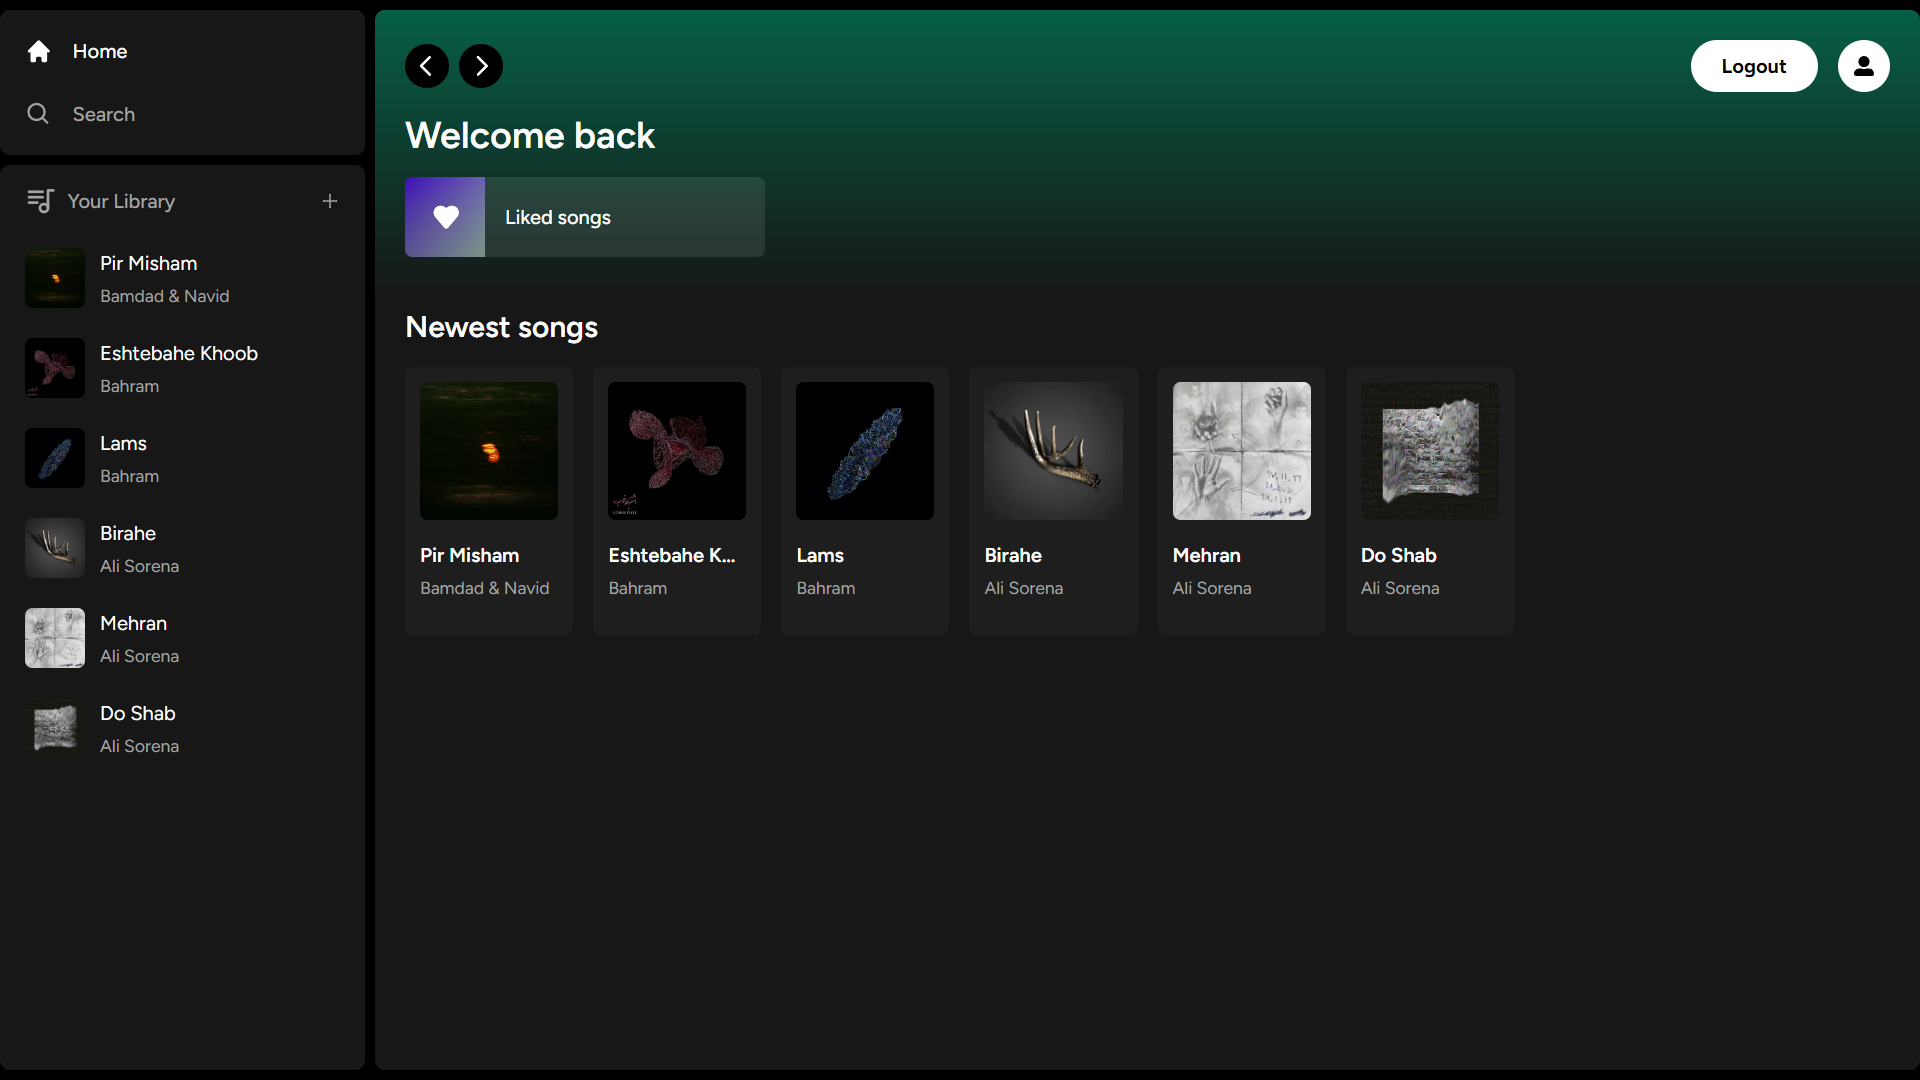 Home
Search
Your Library
Pir Misham
Bamdad & Navid
Eshtebahe Khoob
Bahram
Lams
Bahram
Birahe
Ali Sorena
Mehran
Ali Sorena
Do Shab
Ali Sorena
Logout
Welcome back
Liked songs
Newest songs
Pir Misham
Bamdad & Navid
Eshtebahe K...
Bahram
Lams
Bahram
Birahe
Ali Sorena
Mehran
Ali Sorena
Do Shab
Ali Sorena